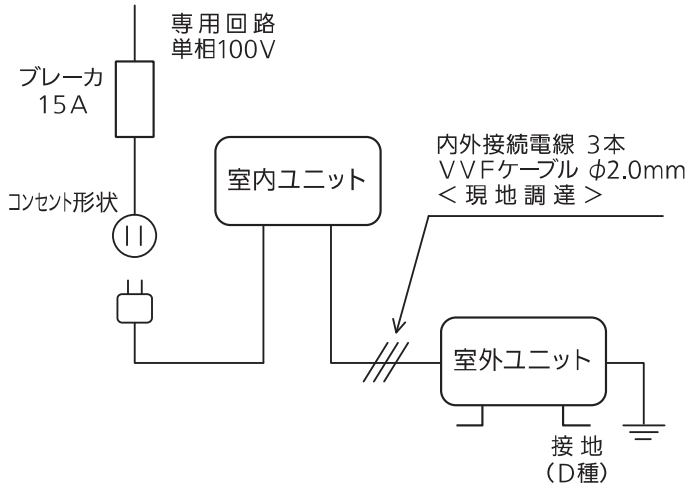 専用回路
単相100V
ブレーカ
15A
コンセント形状
室内ユニット
内外接続電線 3本
VVFケーブル φ2.0mm
<現地調達>
室外ユニット
接地
(D種)